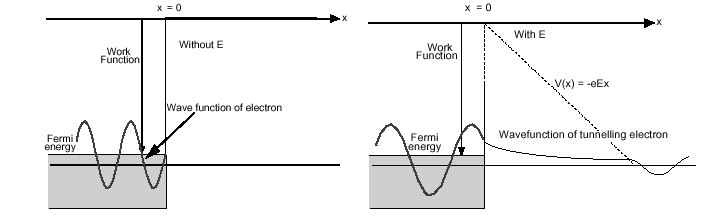 x = 0
x
Without E
Work
Function
Wave function of electron
Fermi
energy
x = 0
x
With E
Work
Function
V(x) = -eEx
Fermi
energy
Wavefunction of tunnelling electron